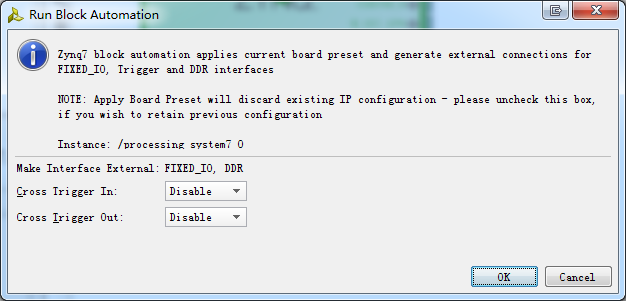 Run Block Automation
Zynq7 block automation applies current board preset and generate external connections for
FIXED_IO, Trigger and DDR interfaces
NOTE: Apply Board Preset will discard existing IP configuration - please uncheck this box,
if you wish to retain previous configuration
Instance: /processing_system7_0
Make Interface External: FIXED_IO, DDR
Cross Trigger In: Disable
Cross Trigger Out: Disable
OK Cancel